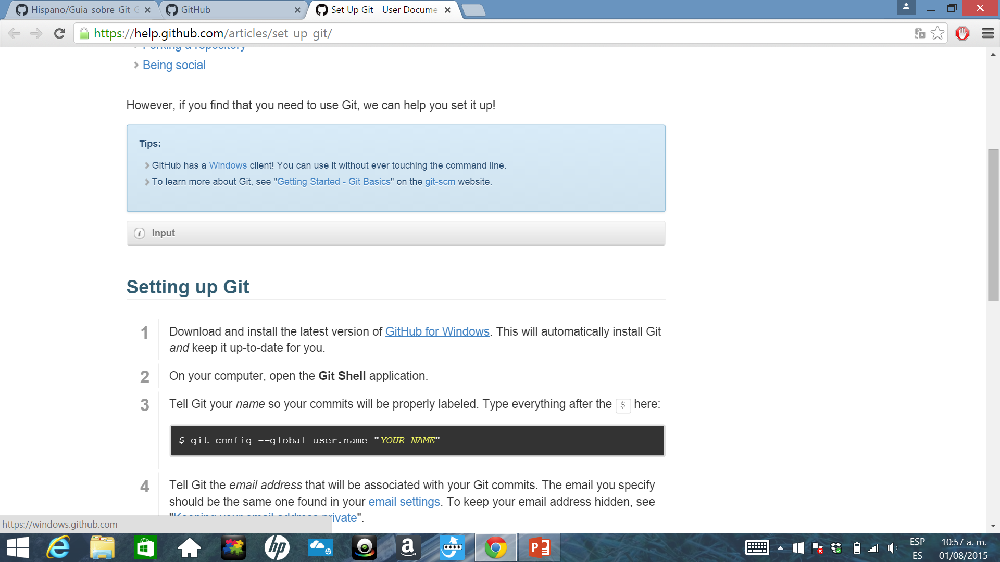 Hispano/Guia-sobre-Git-G
GitHub
Set Up Git - User Docume
https://help.github.com/articles/set-up-git/
Forking a repository
Being social
However, if you find that you need to use Git, we can help you set it up!
Tips:
GitHub has a Windows client! You can use it without ever touching the command line.
To learn more about Git, see "Getting Started - Git Basics" on the git-scm website.
Input
Setting up Git
1 Download and install the latest version of GitHub for Windows. This will automatically install Git
and keep it up-to-date for you.
2 On your computer, open the Git Shell application.
3 Tell Git your name so your commits will be properly labeled. Type everything after the $ here:
$ git config --global user.name "YOUR NAME"
4 Tell Git the email address that will be associated with your Git commits. The email you specify
should be the same one found in your email settings. To keep your email address hidden, see
"Keeping your email address private".
https://windows.github.com
hp
hp
a
P
ESP
ES
10:57 a. m.
01/08/2015